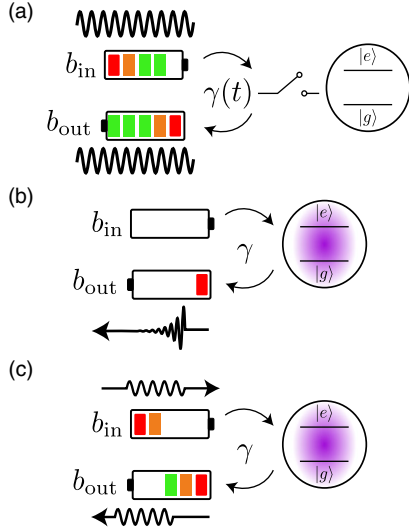 (a)
b_in
γ(t)
|e⟩
|g⟩
b_out
(b)
b_in
γ
|e⟩
|g⟩
b_out
(c)
b_in
γ
|e⟩
|g⟩
b_out